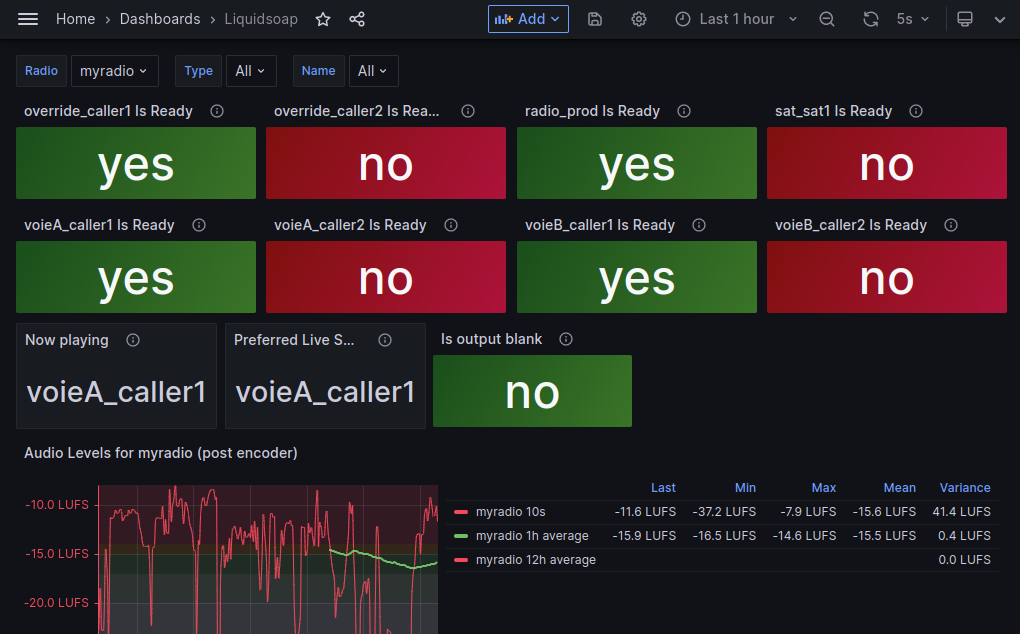 Home › Dashboards › Liquidsoap Add Last 1 hour 5s
Radio myradio Type All Name All
override_caller1 Is Ready override_caller2 Is Rea... radio_prod Is Ready sat_sat1 Is Ready
yes no yes no
voieA_caller1 Is Ready voieA_caller2 Is Ready voieB_caller1 Is Ready voieB_caller2 Is Ready
yes no yes no
Now playing Preferred Live S... Is output blank
voieA_caller1 voieA_caller1 no
Audio Levels for myradio (post encoder)
Last Min Max Mean Variance
-10.0 LUFS
myradio 10s -11.6 LUFS -37.2 LUFS -7.9 LUFS -15.6 LUFS 41.4 LUFS
myradio 1h average -15.9 LUFS -16.5 LUFS -14.6 LUFS -15.5 LUFS 0.4 LUFS
-15.0 LUFS
myradio 12h average 0.0 LUFS
-20.0 LUFS